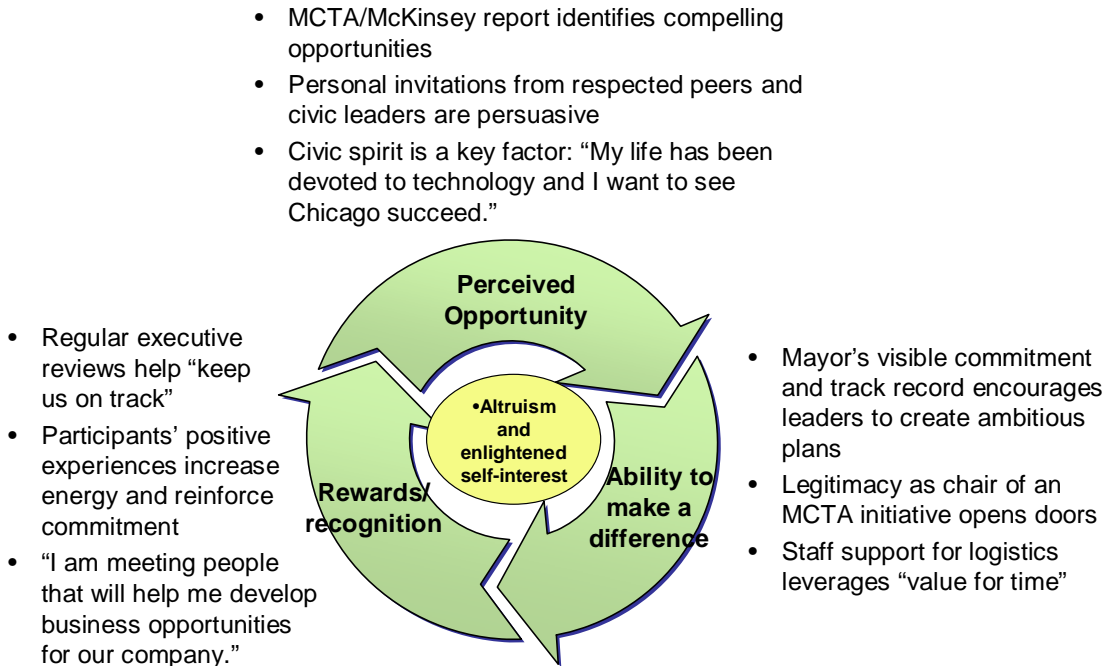 • MCTA/McKinsey report identifies compelling
opportunities
• Personal invitations from respected peers and
civic leaders are persuasive
• Civic spirit is a key factor: “My life has been
devoted to technology and I want to see
Chicago succeed.”
Perceived
Opportunity
• Regular executive
reviews help “keep
us on track”
• Participants’ positive
experiences increase
energy and reinforce
commitment
• “I am meeting people
that will help me develop
business opportunities
for our company.”
Rewards/
recognition
•Altruism
and
enlightened
self-interest
Ability to
make a
difference
• Mayor’s visible commitment
and track record encourages
leaders to create ambitious
plans
• Legitimacy as chair of an
MCTA initiative opens doors
• Staff support for logistics
leverages “value for time”